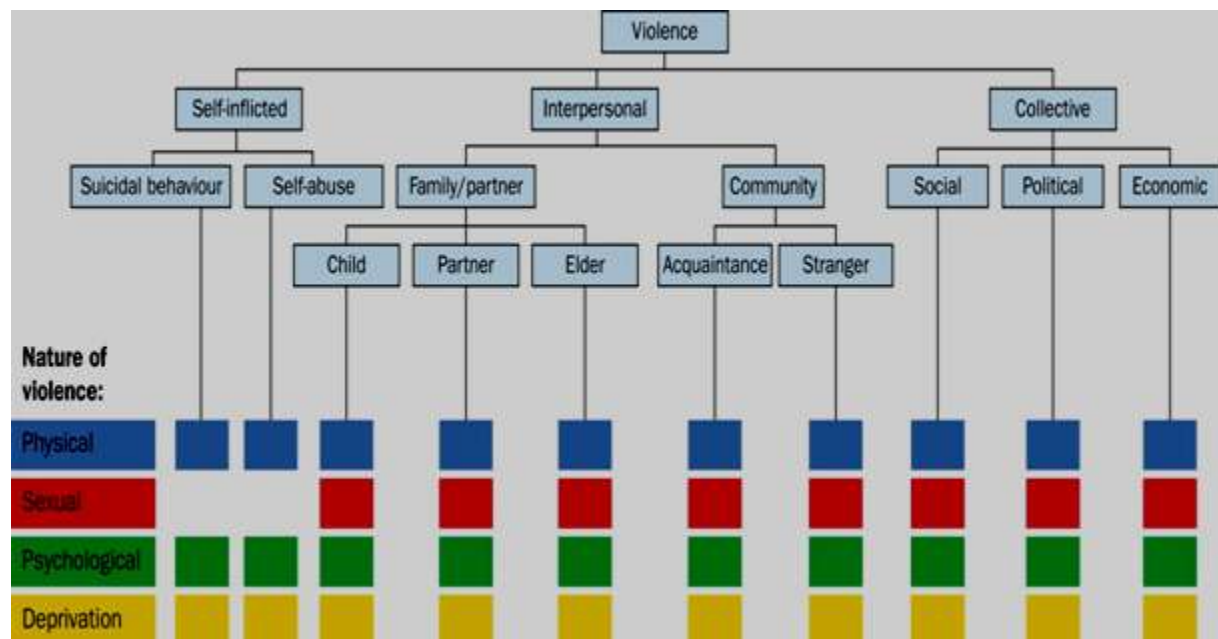 Violence
Self-inflicted
Interpersonal
Collective
Suicidal behaviour
Self-abuse
Family/partner
Community
Social
Political
Economic
Child
Partner
Elder
Acquaintance
Stranger
Nature of
violence:
Physical
Sexual
Psychological
Deprivation